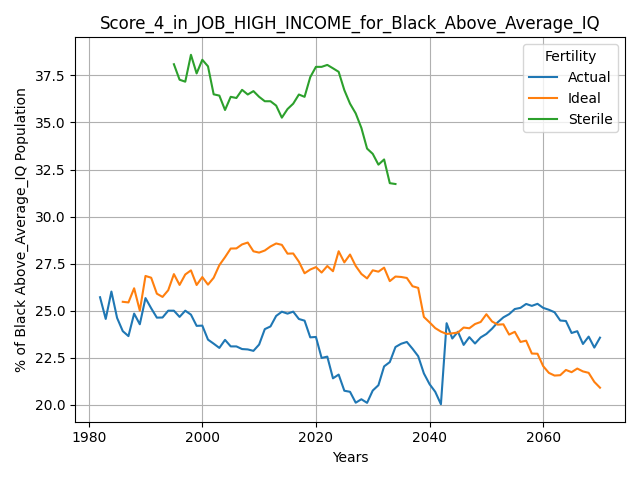 Score_4_in_JOB_HIGH_INCOME_for_Black_Above_Average_IQ
% of Black Above_Average_IQ Population
37.5
35.0
32.5
30.0
27.5
25.0
22.5
20.0
Fertility
Actual
Ideal
Sterile
1980
2000
2020
2040
2060
Years